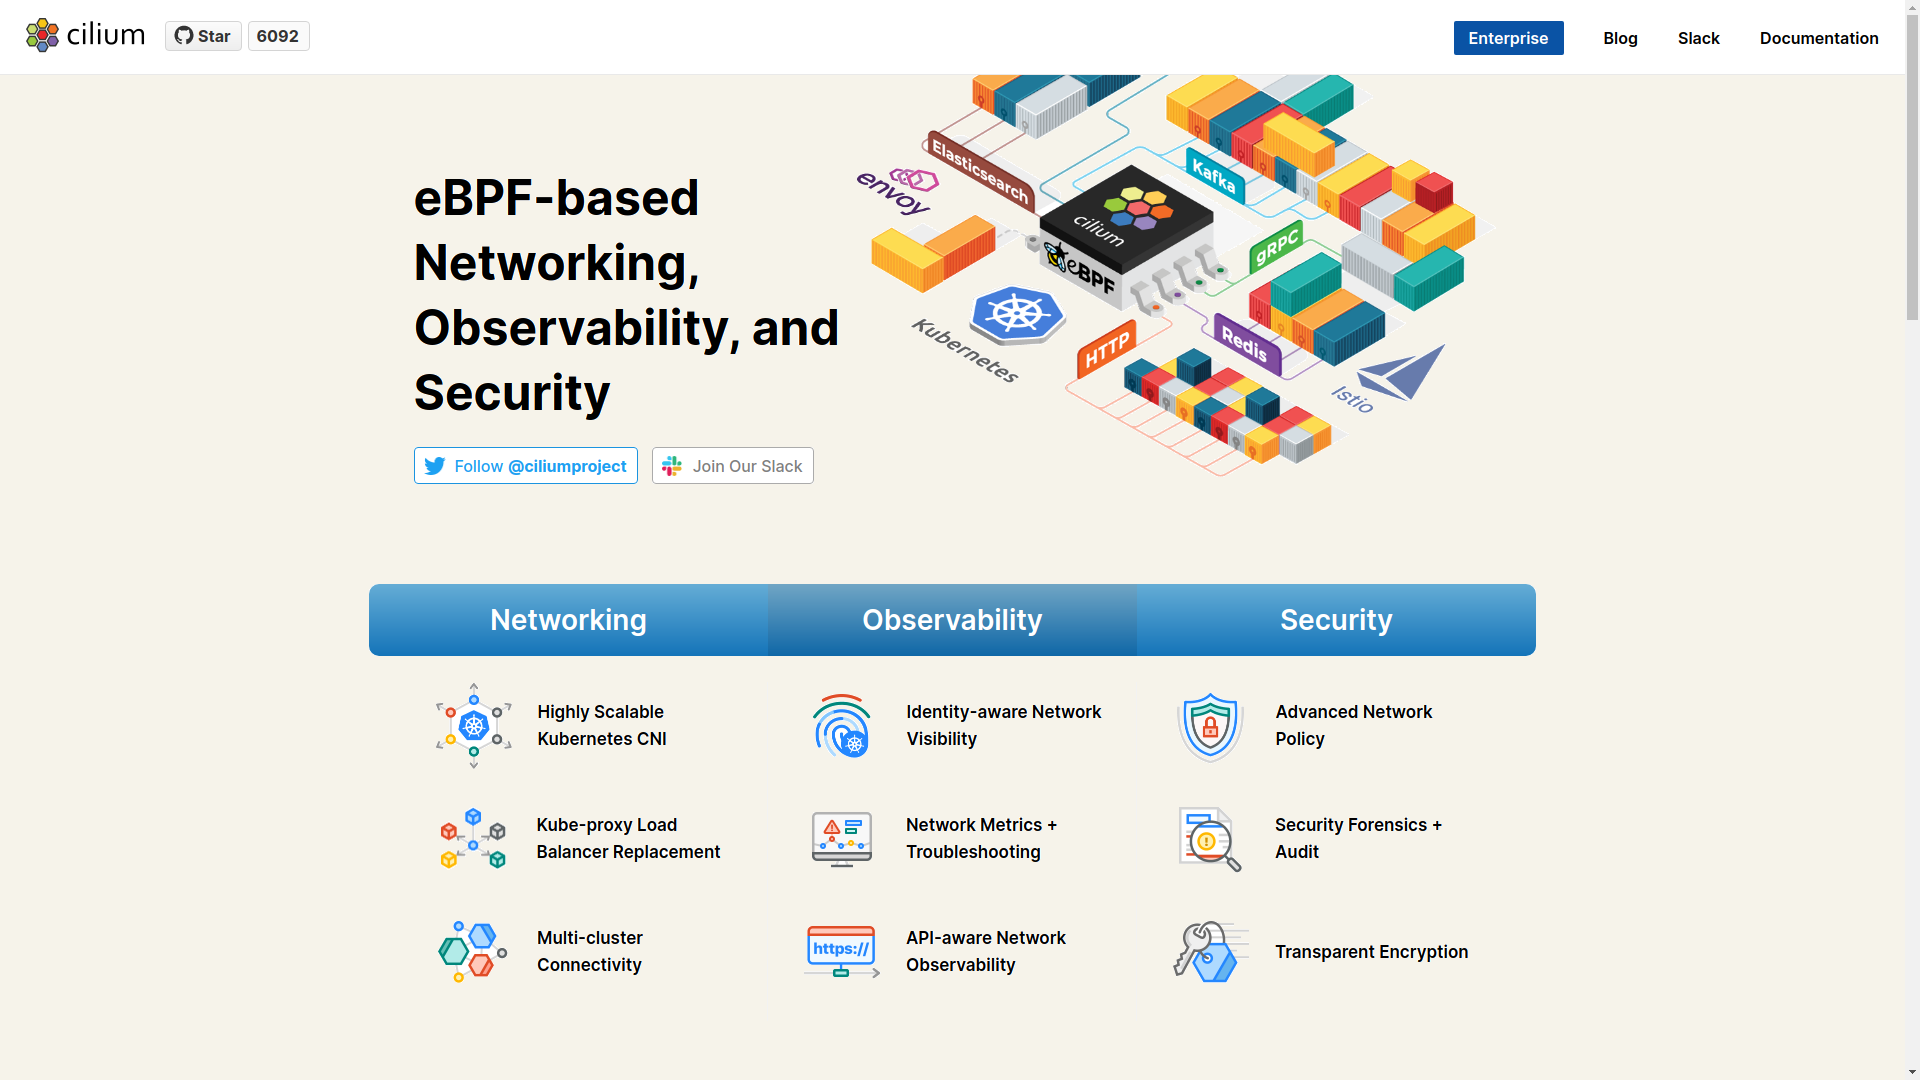 cilium
Star
6092
Enterprise
Blog
Slack
Documentation
eBPF-based
Networking,
Observability, and
Security
Follow @ciliumproject
Join Our Slack
Elasticsearch
envoy
Kafka
cilium
eBPF
gRPC
Kubernetes
HTTP
Redis
Istio
Networking
Observability
Security
Highly Scalable
Kubernetes CNI
Identity-aware Network
Visibility
Advanced Network
Policy
Kube-proxy Load
Balancer Replacement
Network Metrics +
Troubleshooting
Security Forensics +
Audit
Multi-cluster
Connectivity
https://
API-aware Network
Observability
Transparent Encryption